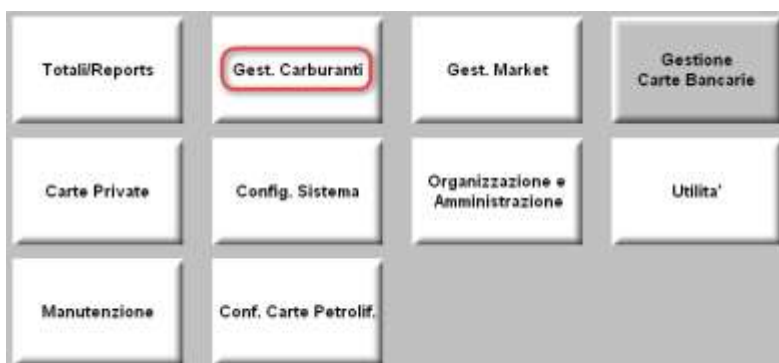 Totali/Reports
Gest. Carburanti
Gest. Market
Gestione
Carte Bancarie
Carte Private
Config. Sistema
Organizzazione e
Amministrazione
Utilita'
Manutenzione
Conf. Carte Petrolif.